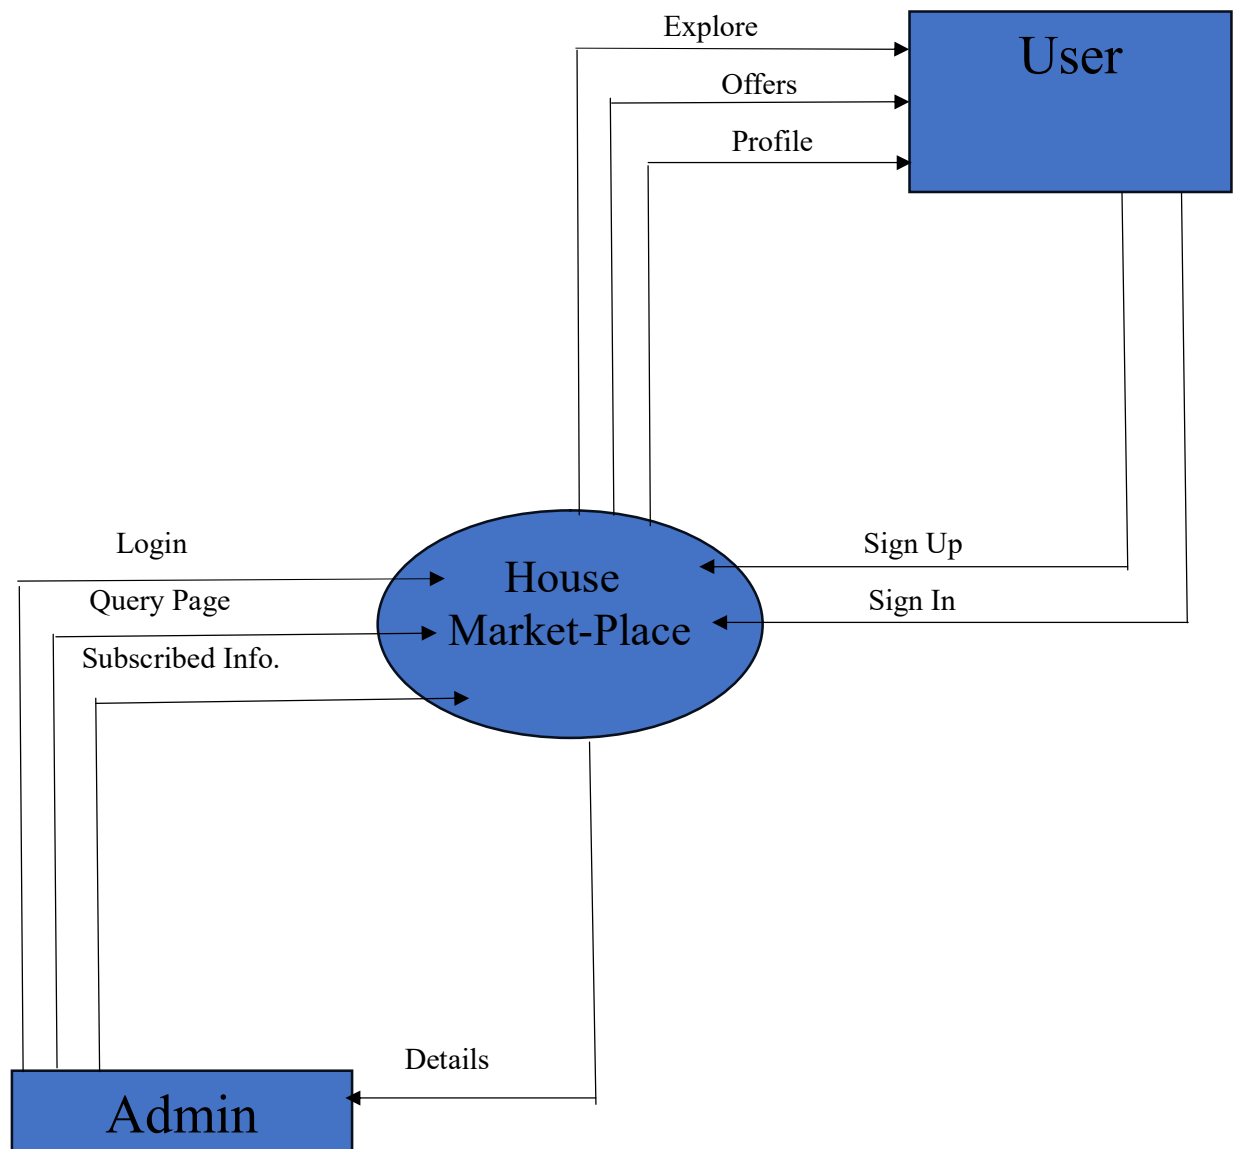 Explore
User
Offers
Profile
Login
Sign Up
House
Query Page
Sign In
Market-Place
Subscribed Info.
Details
Admin